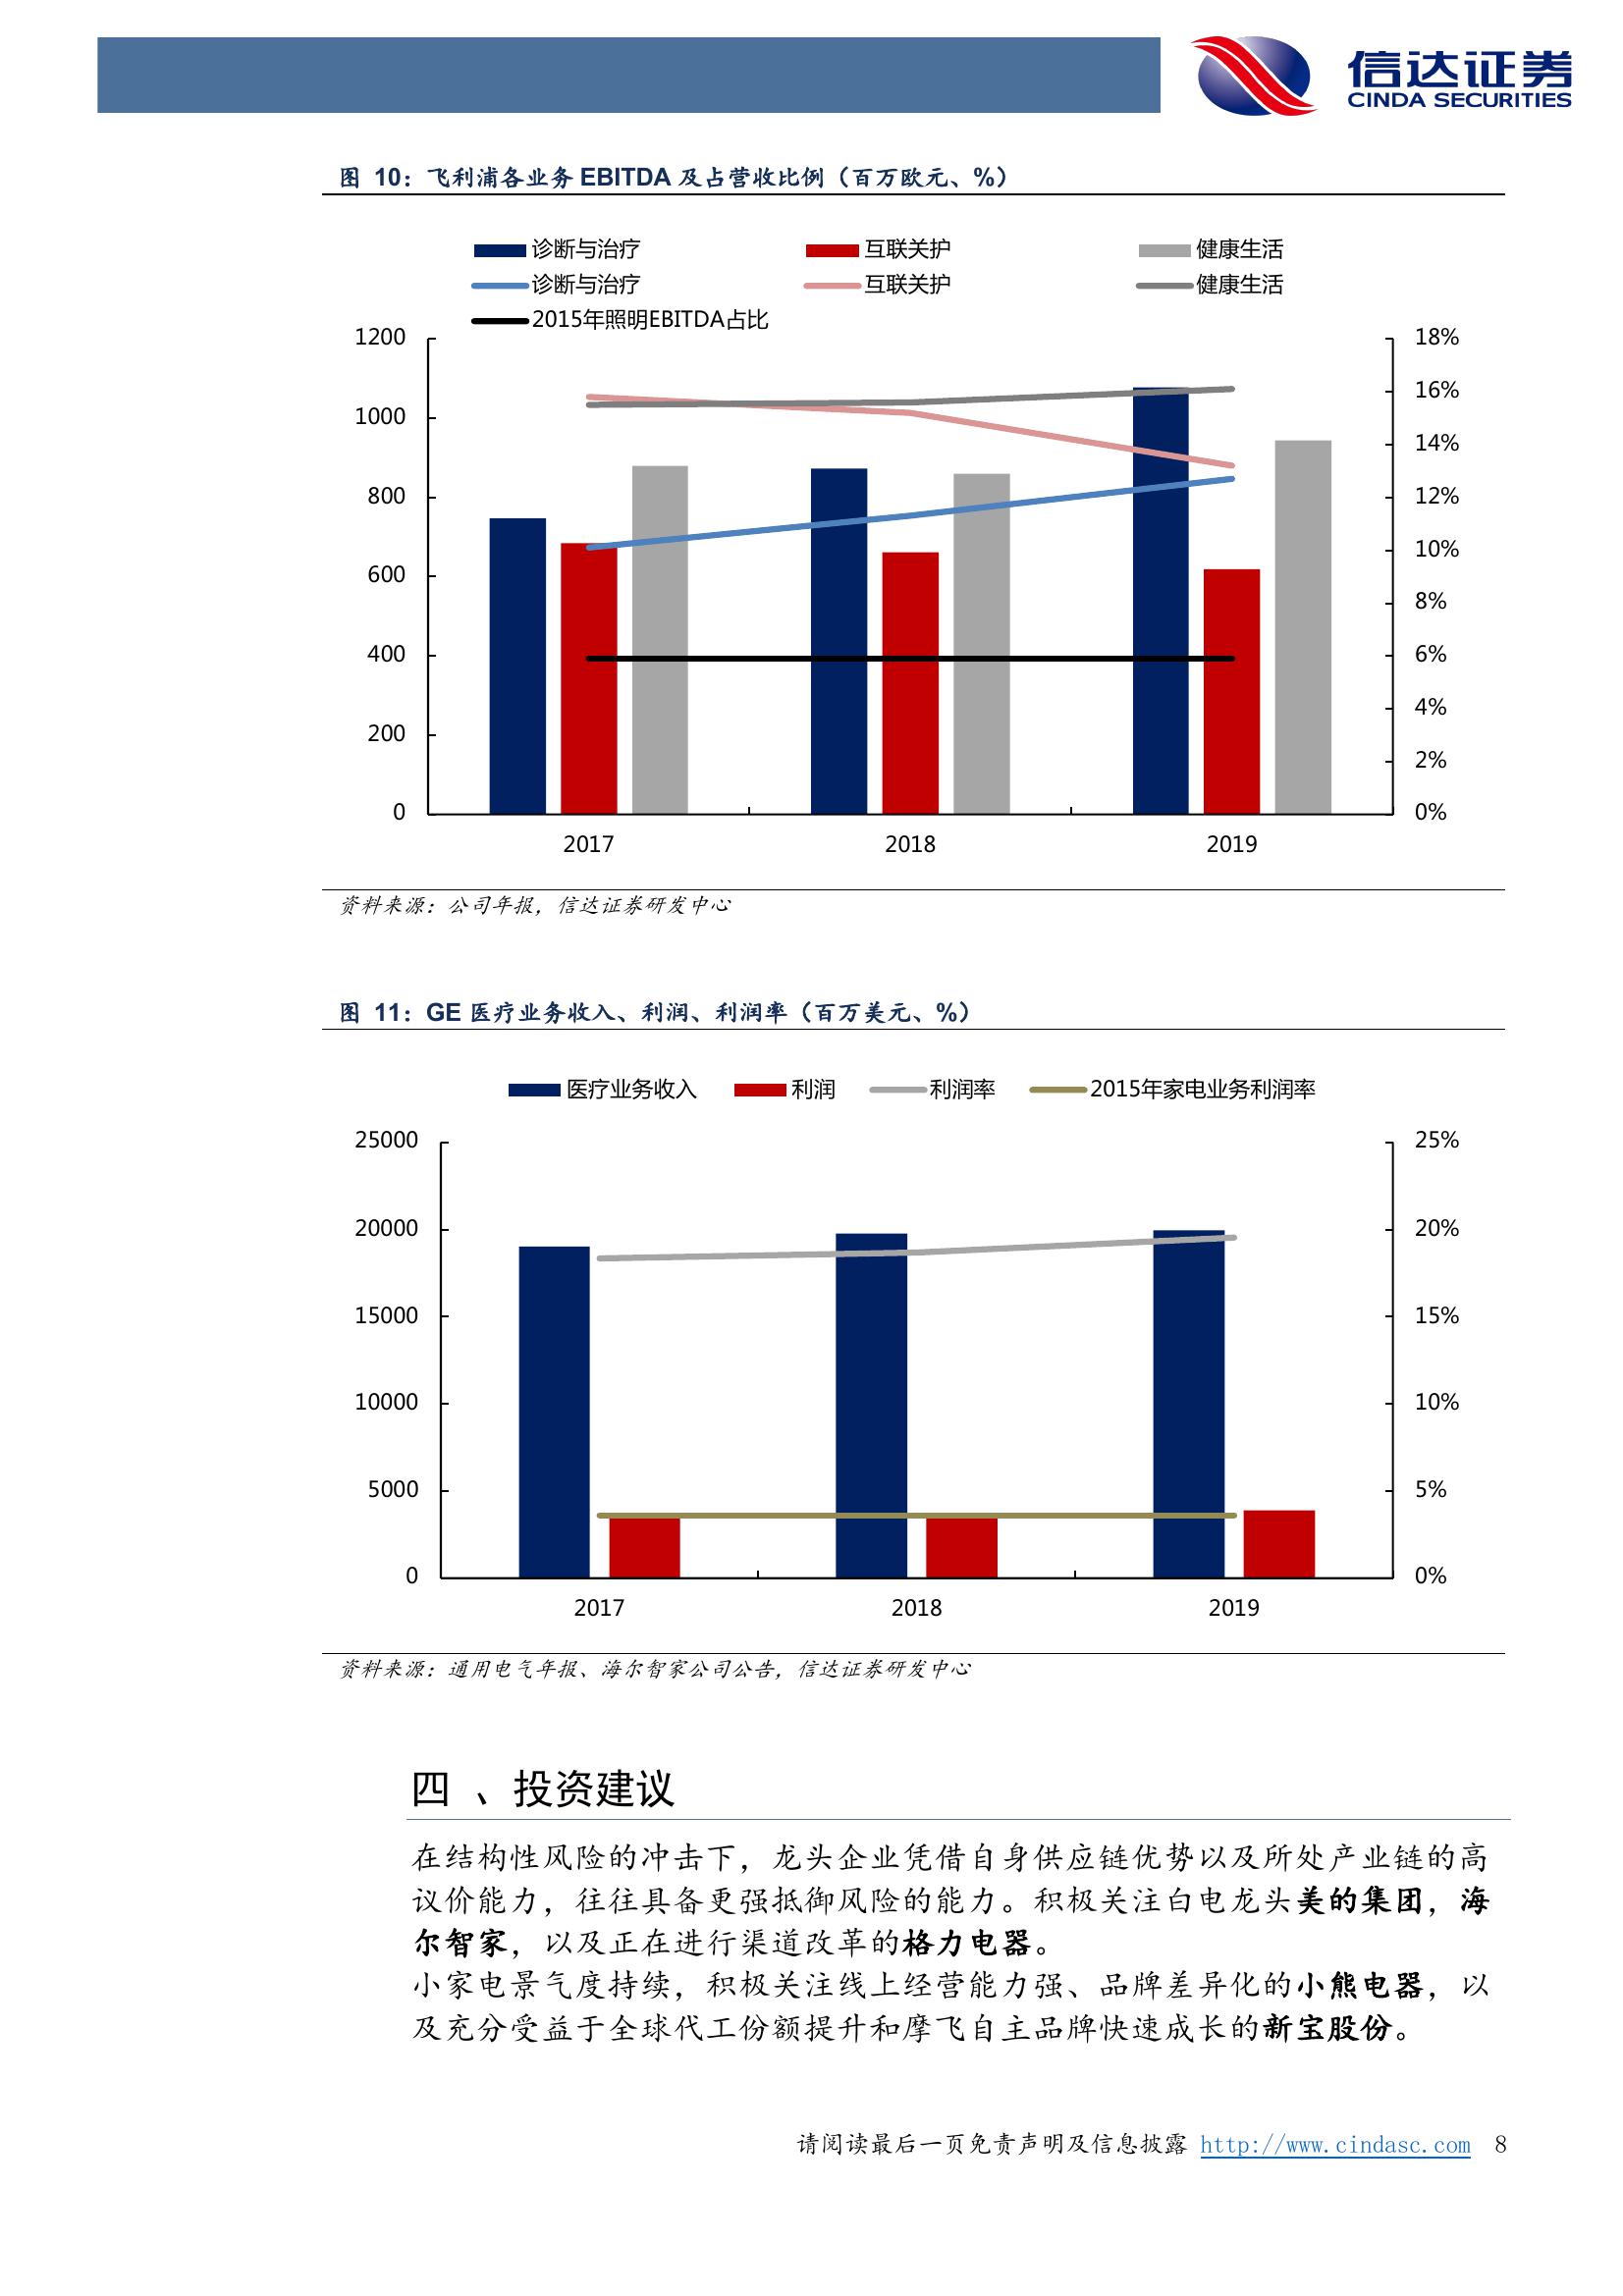 信达证券
CINDA SECURITIES
图 10：飞利浦各业务 EBITDA 及占营收比例（百万欧元、%）
诊断与治疗 互联关护 健康生活
诊断与治疗 互联关护 健康生活
2015年照明EBITDA占比
1200 18%
16%
1000
14%
800 12%
10%
600
8%
400 6%
4%
200
2%
0 0%
2017 2018 2019
资料来源：公司年报，信达证券研发中心
图 11：GE 医疗业务收入、利润、利润率（百万美元、%）
医疗业务收入 利润 利润率 2015年家电业务利润率
25000 25%
20000 20%
15000 15%
10000 10%
5000 5%
0 0%
2017 2018 2019
资料来源：通用电气年报、海尔智家公司公告，信达证券研发中心
四 、投资建议
在结构性风险的冲击下，龙头企业凭借自身供应链优势以及所处产业链的高
议价能力，往往具备更强抵御风险的能力。积极关注白电龙头美的集团，海
尔智家，以及正在进行渠道改革的格力电器。
小家电景气度持续，积极关注线上经营能力强、品牌差异化的小熊电器，以
及充分受益于全球代工份额提升和摩飞自主品牌快速成长的新宝股份。
请阅读最后一页免责声明及信息披露 http://www.cindasc.com 8